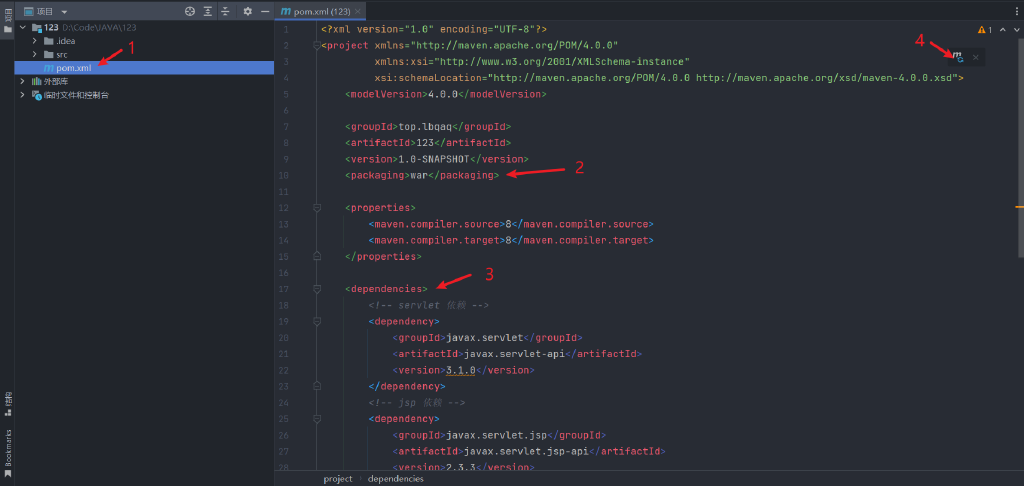 项目
项目
pom.xml (123)
123 D:\Code\JAVA\123
.idea
src
pom.xml
外部库
临时文件和控制台
1
2
3
4
1
1 <?xml version="1.0" encoding="UTF-8"?>
2 <project xmlns="http://maven.apache.org/POM/4.0.0"
3 xmlns:xsi="http://www.w3.org/2001/XMLSchema-instance"
4 xsi:schemaLocation="http://maven.apache.org/POM/4.0.0 http://maven.apache.org/xsd/maven-4.0.0.xsd">
5 <modelVersion>4.0.0</modelVersion>
6
7 <groupId>top.lbqaq</groupId>
8 <artifactId>123</artifactId>
9 <version>1.0-SNAPSHOT</version>
10 <packaging>war</packaging>
11
12 <properties>
13 <maven.compiler.source>8</maven.compiler.source>
14 <maven.compiler.target>8</maven.compiler.target>
15 </properties>
16
17 <dependencies>
18 <!-- servlet 依赖 -->
19 <dependency>
20 <groupId>javax.servlet</groupId>
21 <artifactId>javax.servlet-api</artifactId>
22 <version>3.1.0</version>
23 </dependency>
24 <!-- jsp 依赖 -->
25 <dependency>
26 <groupId>javax.servlet.jsp</groupId>
27 <artifactId>javax.servlet.jsp-api</artifactId>
28 <version>2.3.3</version>
结构
Bookmarks
project › dependencies